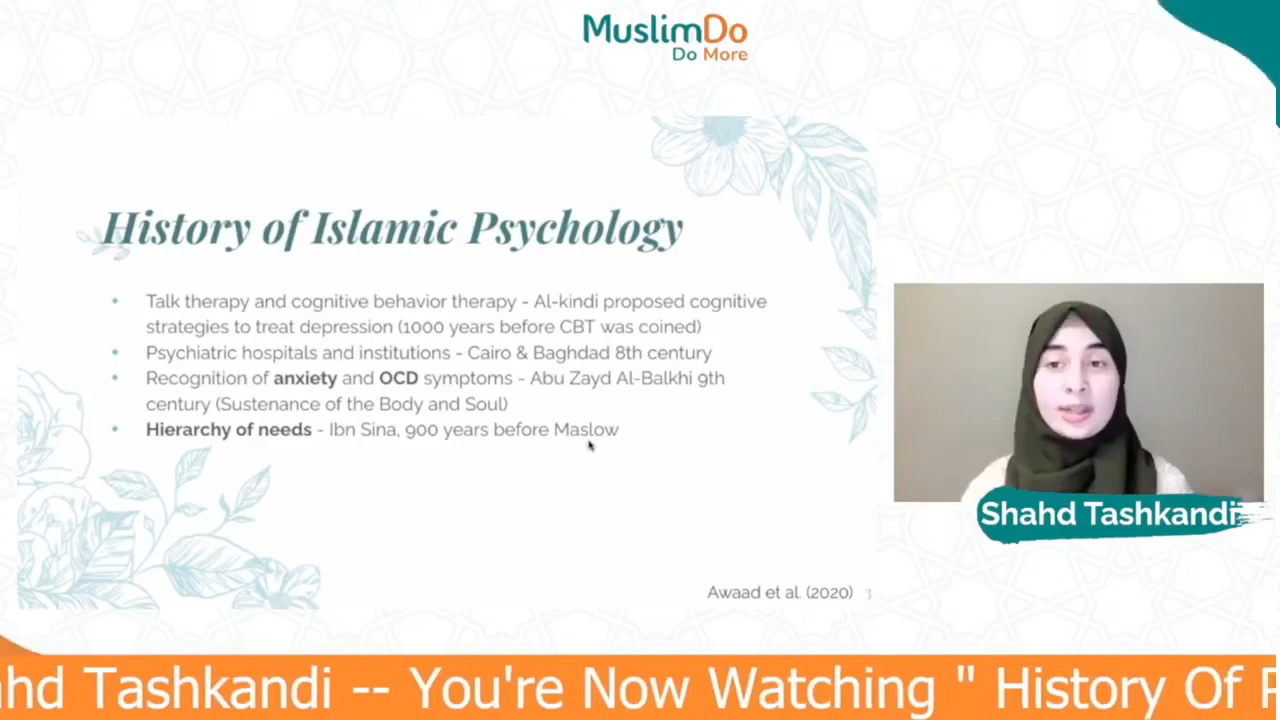 MuslimDo
Do More
History of Islamic Psychology
• Talk therapy and cognitive behavior therapy - Al-kindi proposed cognitive
strategies to treat depression (1000 years before CBT was coined)
• Psychiatric hospitals and institutions - Cairo & Baghdad 8th century
• Recognition of anxiety and OCD symptoms - Abu Zayd Al-Balkhi 9th
century (Sustenance of the Body and Soul)
• Hierarchy of needs - Ibn Sina, 900 years before Maslow
Awaad et al. (2020) 3
Shahd Tashkandi
hd Tashkandi -- You're Now Watching " History Of